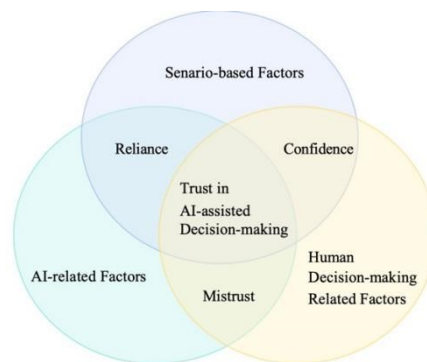 Senario-based Factors
Reliance
Confidence
Trust in
AI-assisted
Decision-making
AI-related Factors
Human
Decision-making
Related Factors
Mistrust